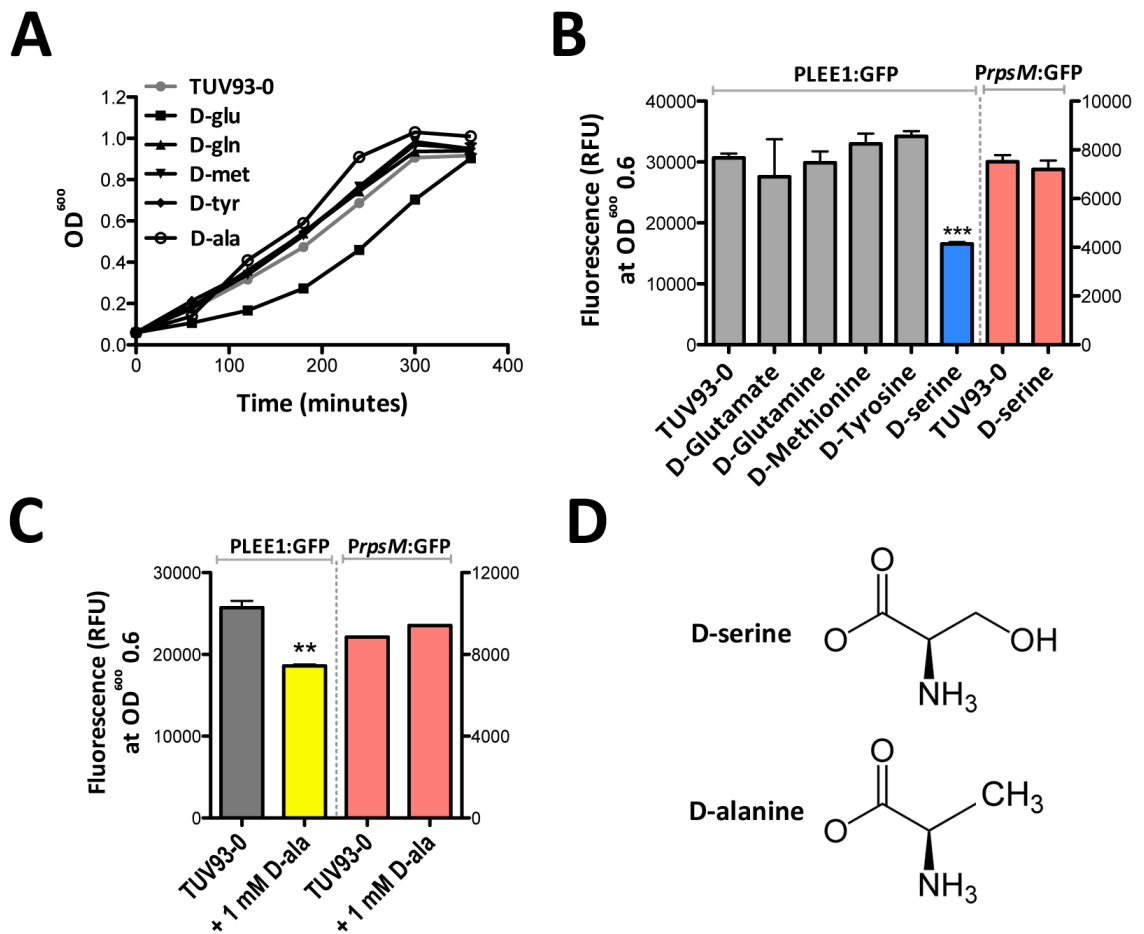 A
TUV93-0
D-glu
D-gln
D-met
D-tyr
D-ala
1.2
1.0
0.8
0.6
0.4
0.2
0.0
OD⁶⁰⁰
0
100
200
300
400
Time (minutes)
B
PLEE1:GFP
PrpsM:GFP
40000
30000
20000
10000
0
Fluorescence (RFU)
at OD⁶⁰⁰ 0.6
***
10000
8000
6000
4000
2000
0
TUV93-0
D-Glutamate
D-Glutamine
D-Methionine
D-Tyrosine
D-serine
TUV93-0
D-serine
C
PLEE1:GFP
PrpsM:GFP
30000
20000
10000
0
Fluorescence (RFU)
at OD⁶⁰⁰ 0.6
**
12000
8000
4000
0
TUV93-0
+ 1 mM D-ala
TUV93-0
+ 1 mM D-ala
D
D-serine
O
O
OH
NH₃
D-alanine
O
O
CH₃
NH₃